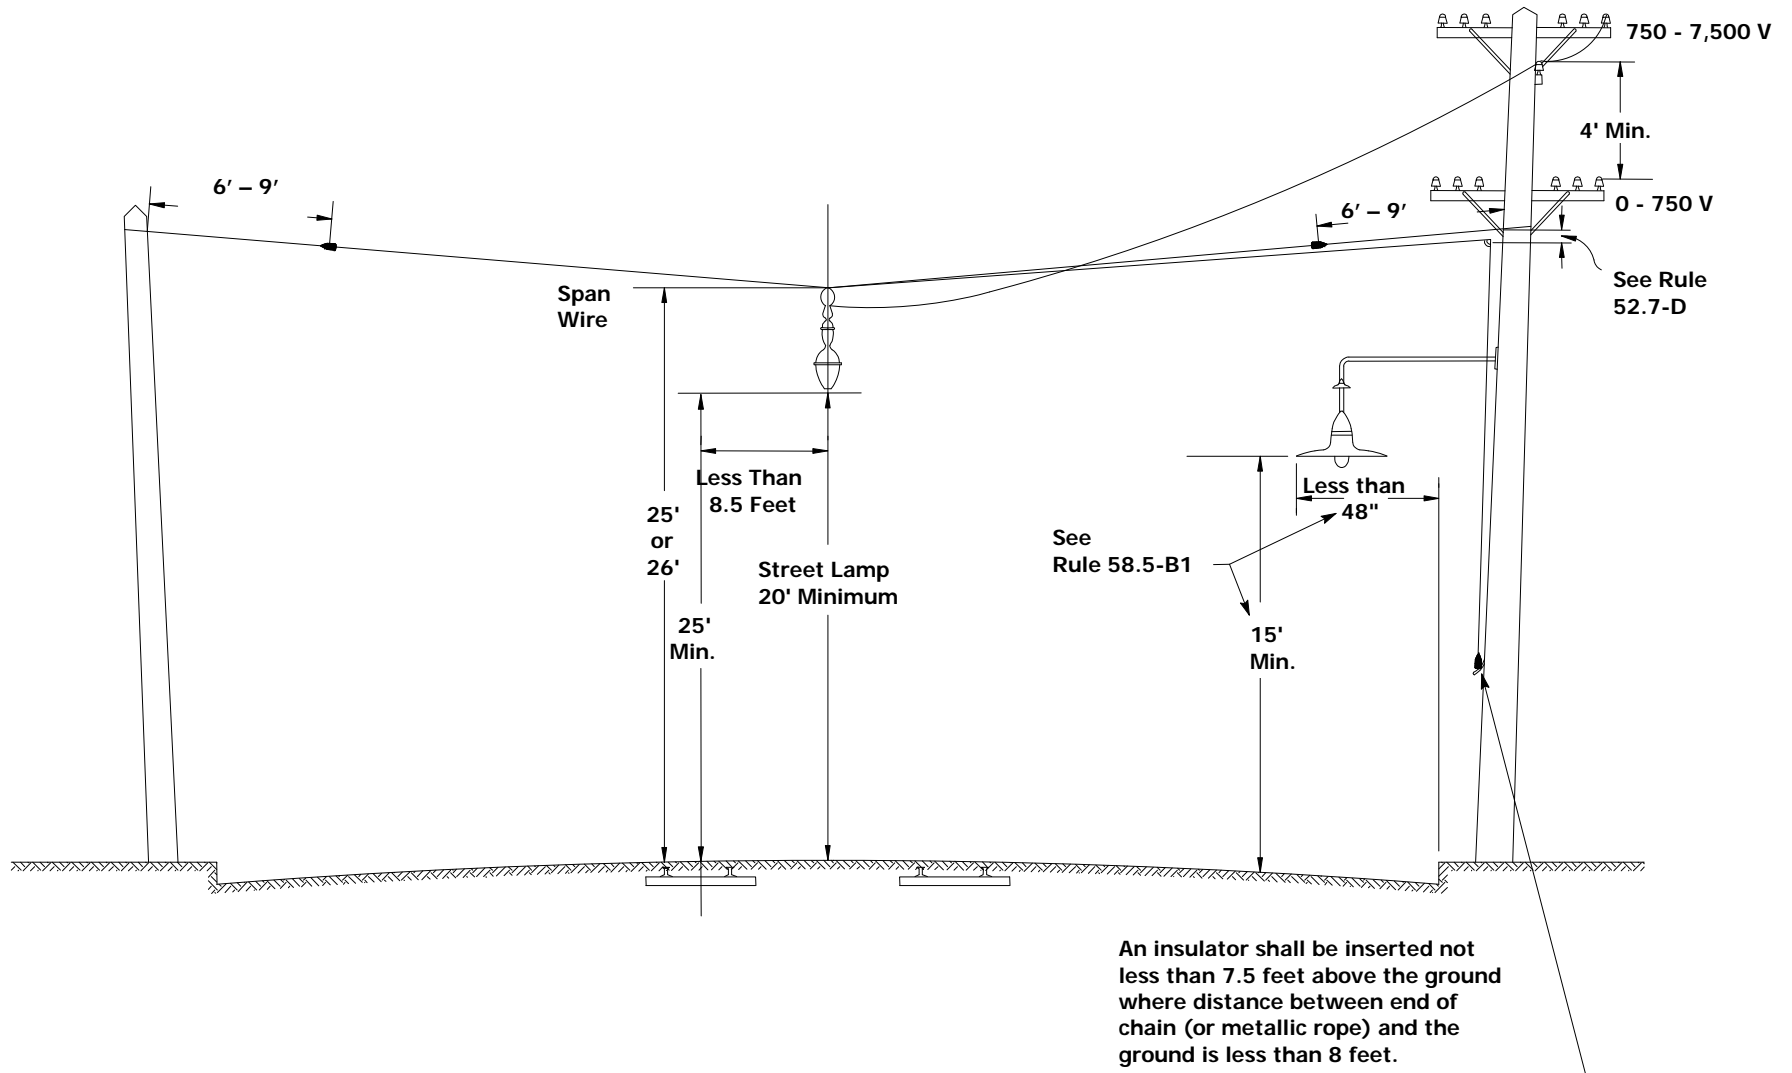 750 - 7,500 V
4' Min.
6' – 9'
6' – 9'
0 - 750 V
See Rule
52.7-D
Span
Wire
Less Than
8.5 Feet
Less than
48"
25'
or
26'
See
Rule 58.5-B1
Street Lamp
20' Minimum
25'
Min.
15'
Min.
An insulator shall be inserted not
less than 7.5 feet above the ground
where distance between end of
chain (or metallic rope) and the
ground is less than 8 feet.